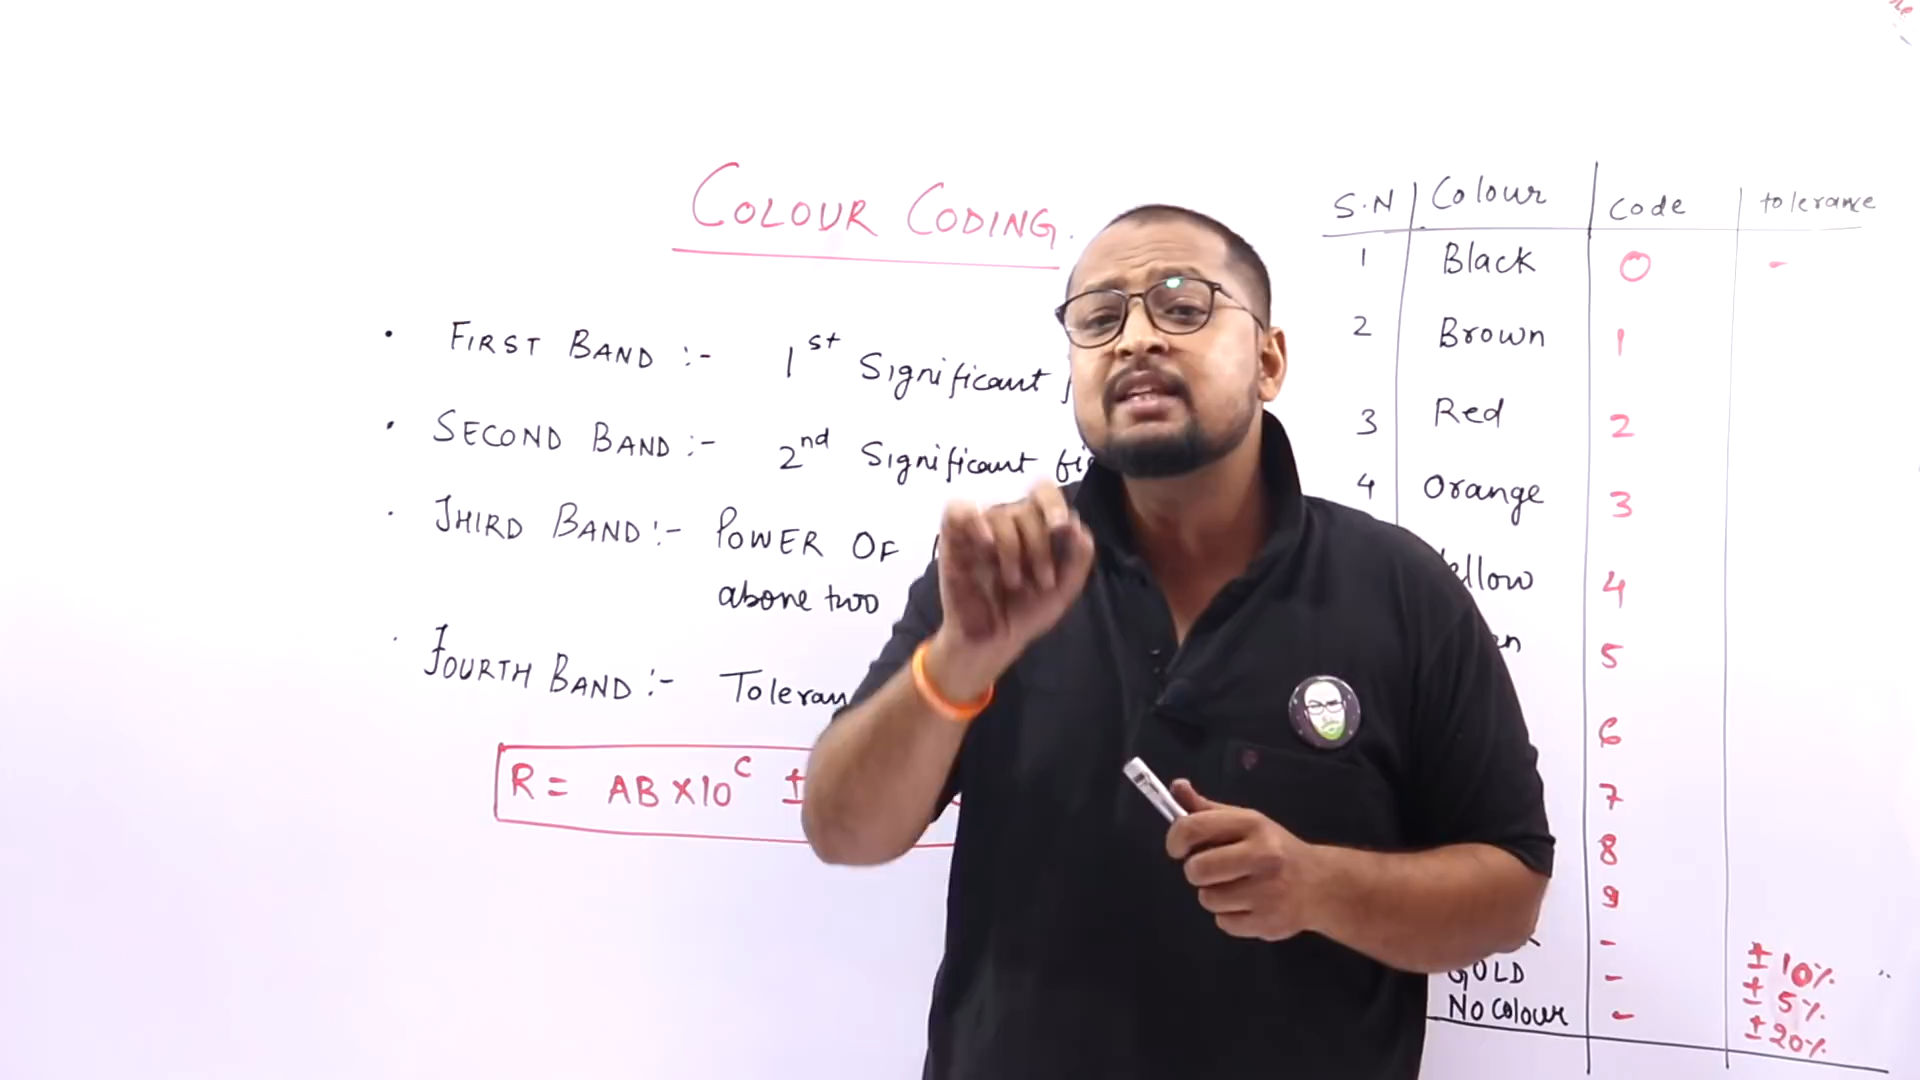 COLOUR CODING.
· FIRST BAND :- 1st Significant
· SECOND BAND :- 2nd Significant
· THIRD BAND :- POWER OF
above two
· FOURTH BAND :-
R = AB X10^C ±
S.N Colour Code tolerance
1 Black 0 -
2 Brown 1
3 Red 2
4 Orange 3
4
5
6
7
8
9
- ±10%
GOLD - ±5%
No Colour - ±20%